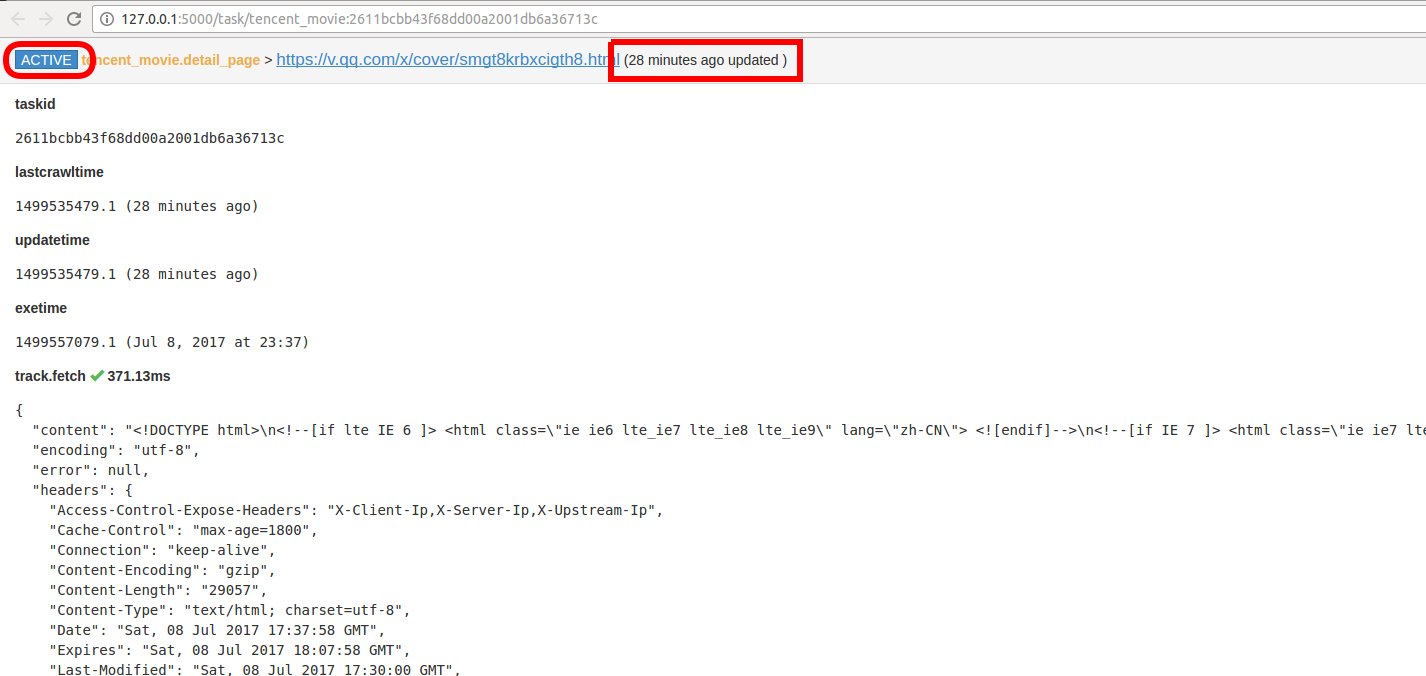 127.0.0.1:5000/task/tencent_movie:2611bcbb43f68dd00a2001db6a36713c
ACTIVE tencent_movie.detail_page > https://v.qq.com/x/cover/smgt8krbxcigth8.html (28 minutes ago updated )
taskid
2611bcbb43f68dd00a2001db6a36713c
lastcrawltime
1499535479.1 (28 minutes ago)
updatetime
1499535479.1 (28 minutes ago)
exetime
1499557079.1 (Jul 8, 2017 at 23:37)
track.fetch ✔ 371.13ms
{
  "content": "<!DOCTYPE html>\n<!--[if lte IE 6 ]> <html class=\"ie ie6 lte_ie7 lte_ie8 lte_ie9\" lang=\"zh-CN\"> <![endif]-->\n<!--[if IE 7 ]> <html class=\"ie ie7 lte
  "encoding": "utf-8",
  "error": null,
  "headers": {
    "Access-Control-Expose-Headers": "X-Client-Ip,X-Server-Ip,X-Upstream-Ip",
    "Cache-Control": "max-age=1800",
    "Connection": "keep-alive",
    "Content-Encoding": "gzip",
    "Content-Length": "29057",
    "Content-Type": "text/html; charset=utf-8",
    "Date": "Sat, 08 Jul 2017 17:37:58 GMT",
    "Expires": "Sat, 08 Jul 2017 18:07:58 GMT",
    "Last-Modified": "Sat, 08 Jul 2017 17:30:00 GMT",